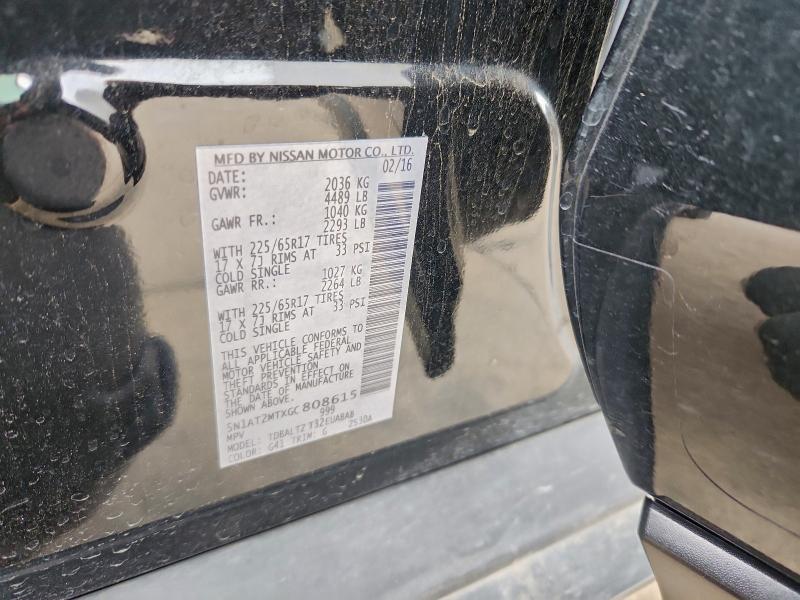 MFD BY NISSAN MOTOR CO., LTD.
DATE: 02/16
GVWR: 2036 KG
4489 LB
GAWR FR.: 1040 KG
2293 LB
WITH 225/65R17 TIRES
17 X 7J RIMS AT 33 PSI
COLD SINGLE
GAWR RR.: 1027 KG
2264 LB
WITH 225/65R17 TIRES
17 X 7J RIMS AT 33 PSI
COLD SINGLE
THIS VEHICLE CONFORMS TO
ALL APPLICABLE FEDERAL
MOTOR VEHICLE SAFETY AND
THEFT PREVENTION
STANDARDS IN EFFECT ON
THE DATE OF MANUFACTURE
SHOWN ABOVE.
5N1AT2MTXGC808615
MPV 999
TDBALTZ T32EUABAB
COLOR: G41 TRIM: G 2530A